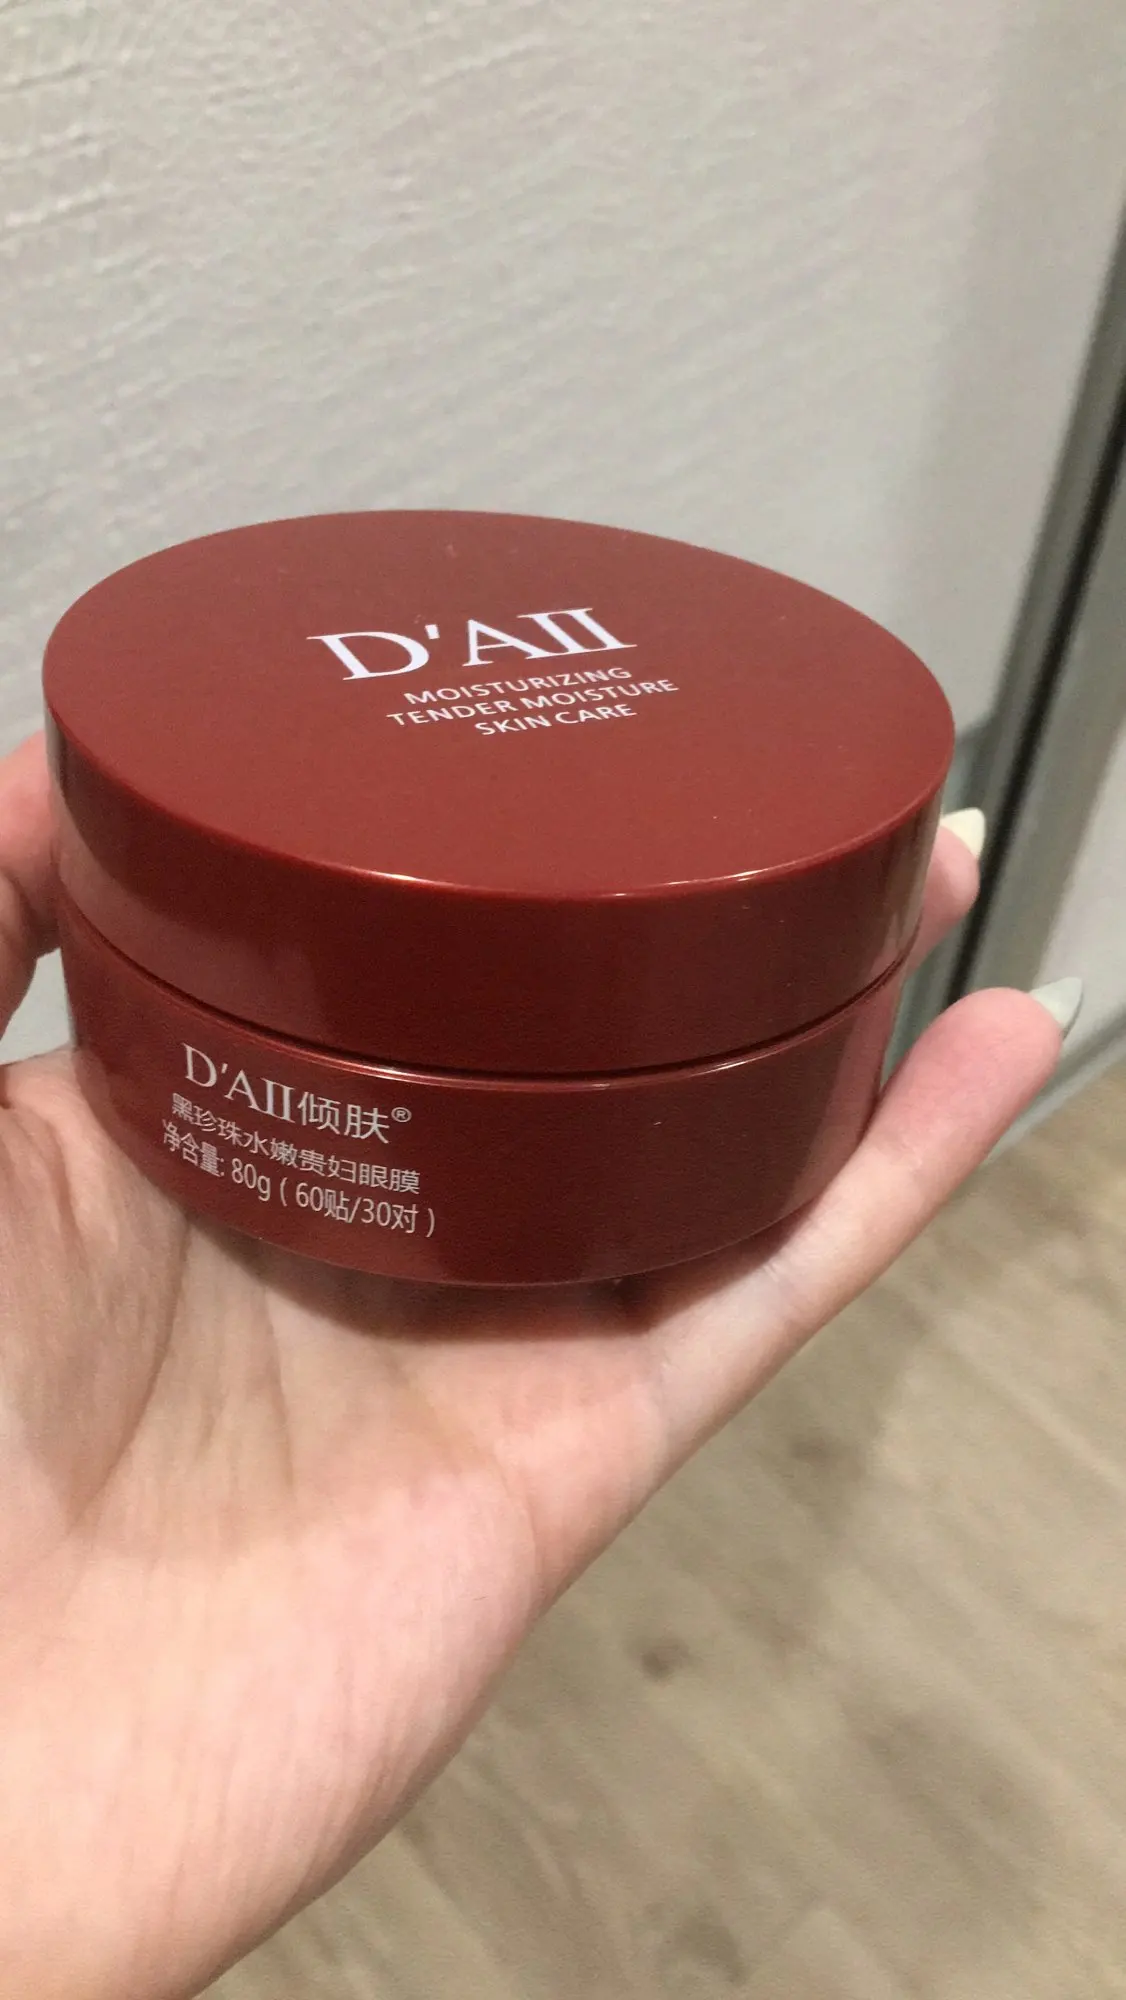 D'AII
MOISTURIZING
TENDER MOISTURE
SKIN CARE
D'AII倾肤®
黑珍珠水嫩贵妇眼膜
净含量: 80g ( 60贴/30对 )